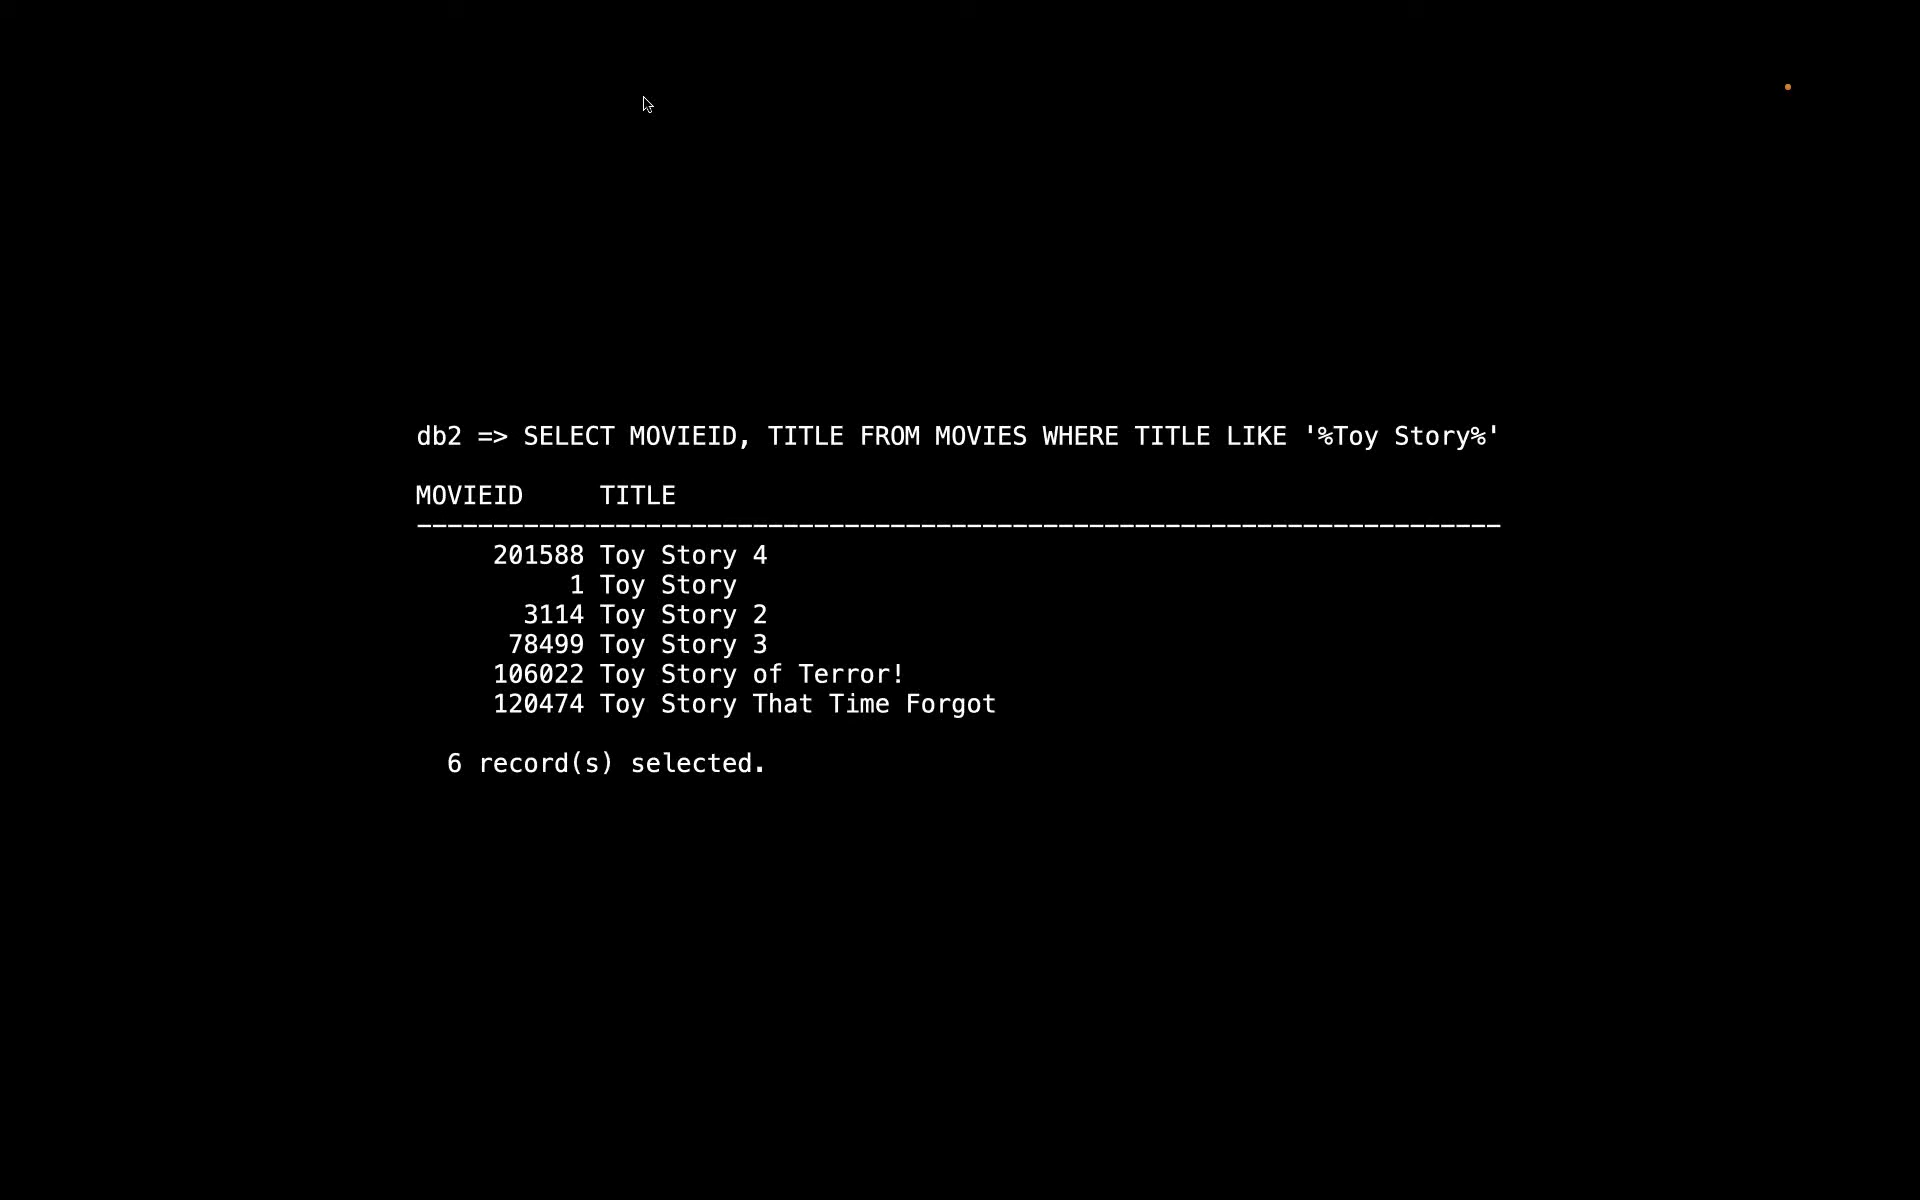 db2 => SELECT MOVIEID, TITLE FROM MOVIES WHERE TITLE LIKE '%Toy Story%'
MOVIEID     TITLE
-----------------------------------------------------------------------
201588 Toy Story 4
1 Toy Story
3114 Toy Story 2
78499 Toy Story 3
106022 Toy Story of Terror!
120474 Toy Story That Time Forgot
6 record(s) selected.